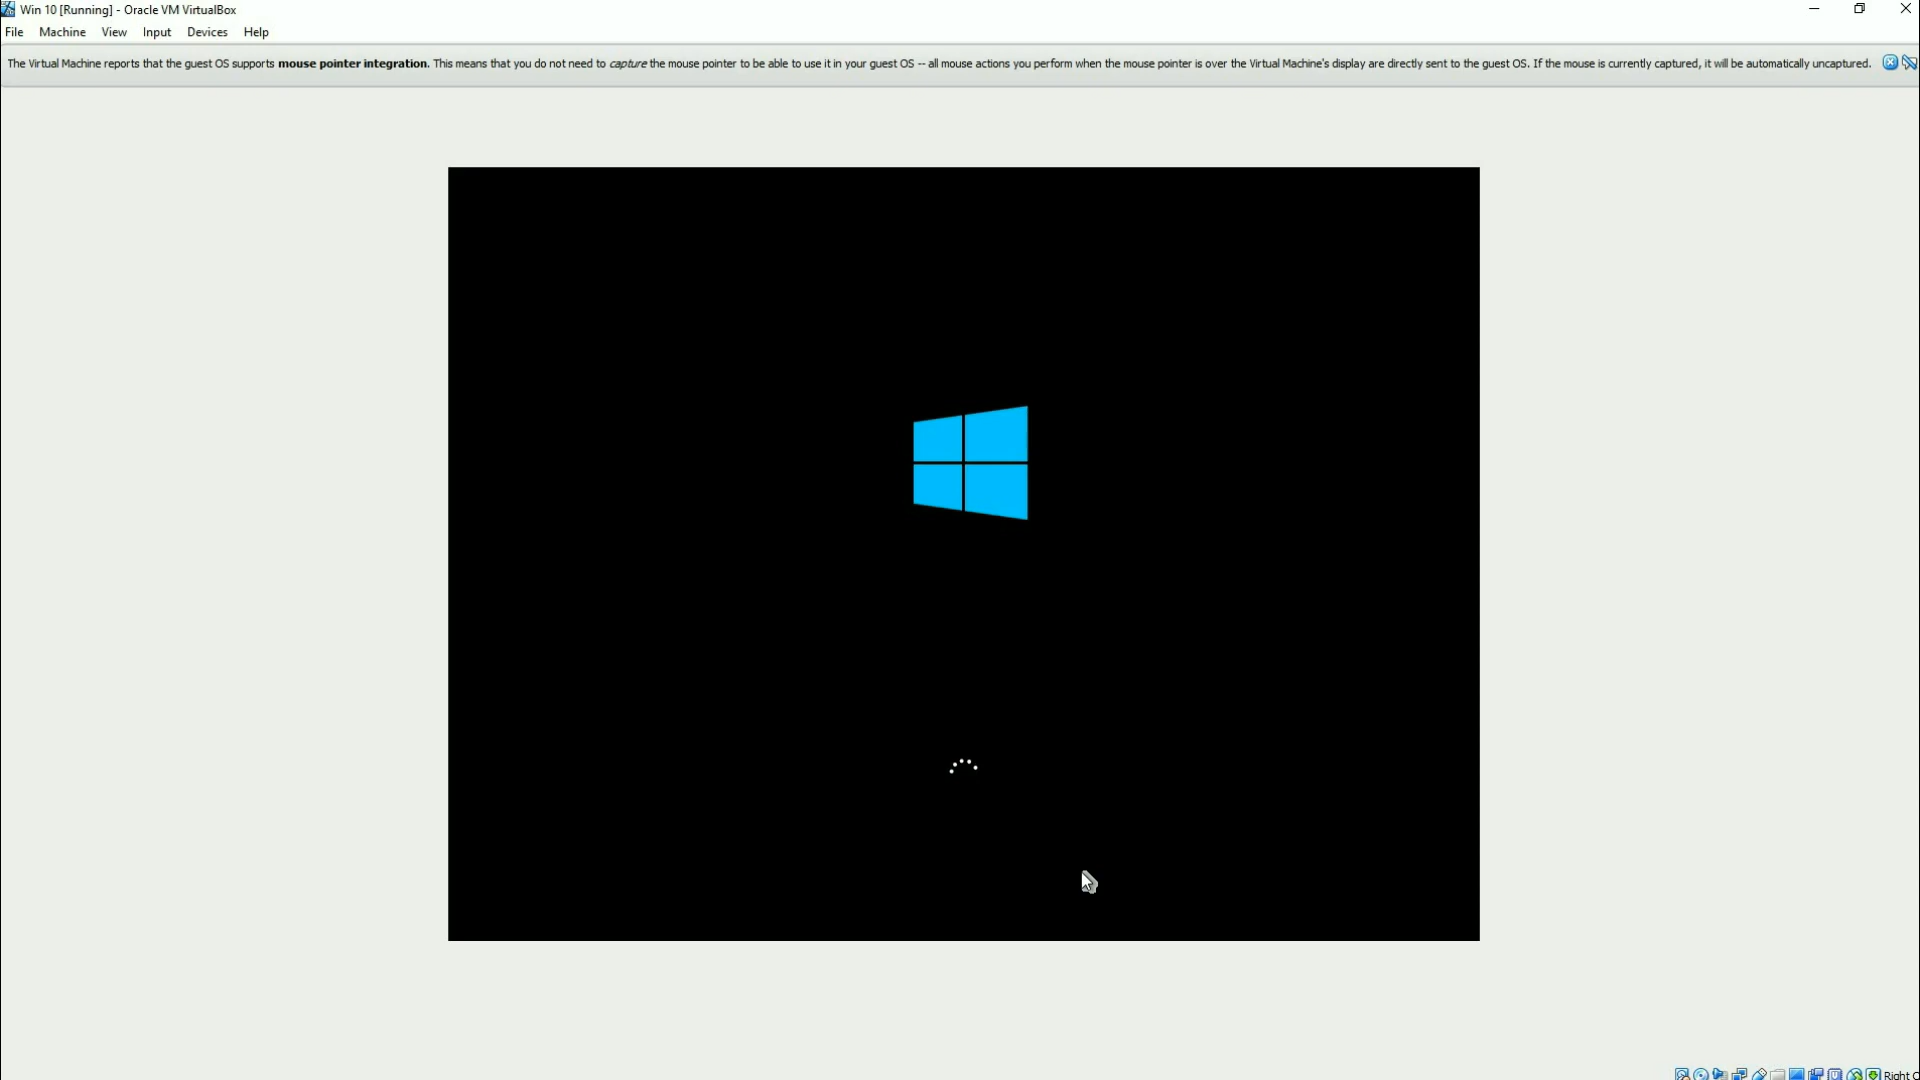 Win 10 [Running] - Oracle VM VirtualBox
File Machine View Input Devices Help
The Virtual Machine reports that the guest OS supports mouse pointer integration. This means that you do not need to capture the mouse pointer to be able to use it in your guest OS -- all mouse actions you perform when the mouse pointer is over the Virtual Machine's display are directly sent to the guest OS. If the mouse is currently captured, it will be automatically uncaptured.
Right C